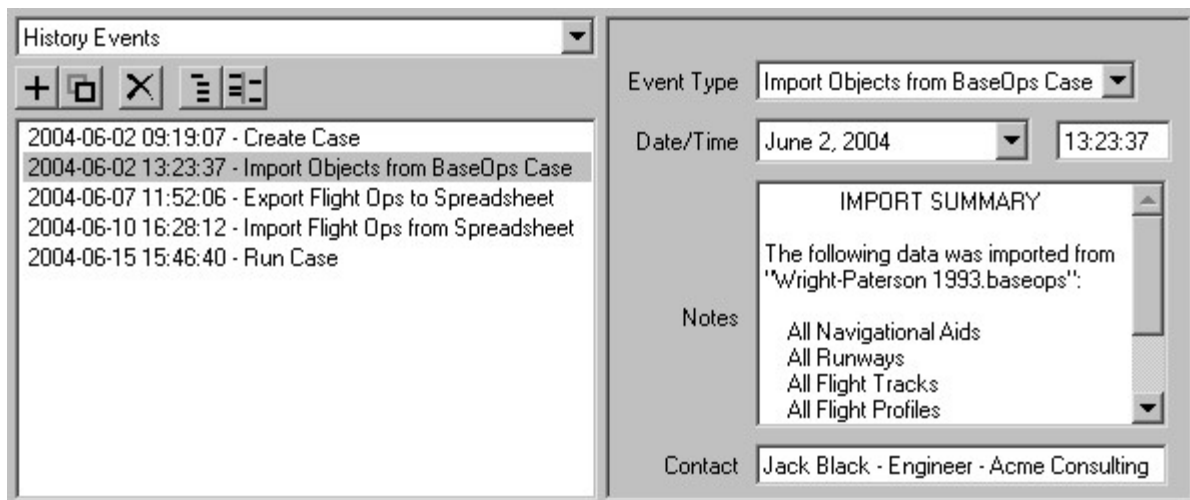 History Events
2004-06-02 09:19:07 - Create Case
2004-06-02 13:23:37 - Import Objects from BaseOps Case
2004-06-07 11:52:06 - Export Flight Ops to Spreadsheet
2004-06-10 16:28:12 - Import Flight Ops from Spreadsheet
2004-06-15 15:46:40 - Run Case
Event Type Import Objects from BaseOps Case
Date/Time June 2, 2004 13:23:37
Notes
IMPORT SUMMARY
The following data was imported from
"Wright-Paterson 1993.baseops":
All Navigational Aids
All Runways
All Flight Tracks
All Flight Profiles
Contact Jack Black - Engineer - Acme Consulting